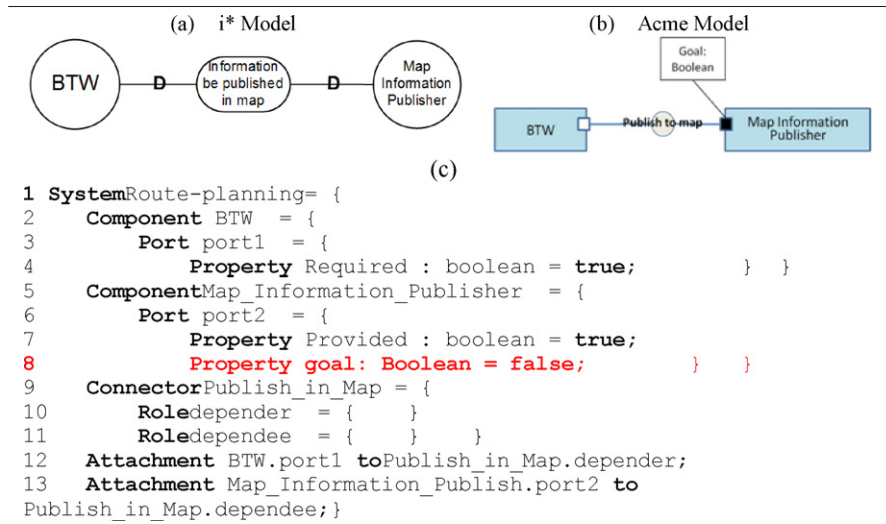 (a) i* Model
(b) Acme Model
BTW
D
Information
be published
in map
D
Map
Information
Publisher
Goal:
Boolean
BTW
Publish to map
Map Information
Publisher
(c)
1 SystemRoute-planning= {
2 Component BTW = {
3 Port port1 = {
4 Property Required : boolean = true; } }
5 ComponentMap_Information_Publisher = {
6 Port port2 = {
7 Property Provided : boolean = true;
8 Property goal: Boolean = false; } }
9 ConnectorPublish_in_Map = {
10 Roledepender = { }
11 Roledependee = { } }
12 Attachment BTW.port1 toPublish_in_Map.depender;
13 Attachment Map_Information_Publish.port2 to
Publish_in_Map.dependee;}